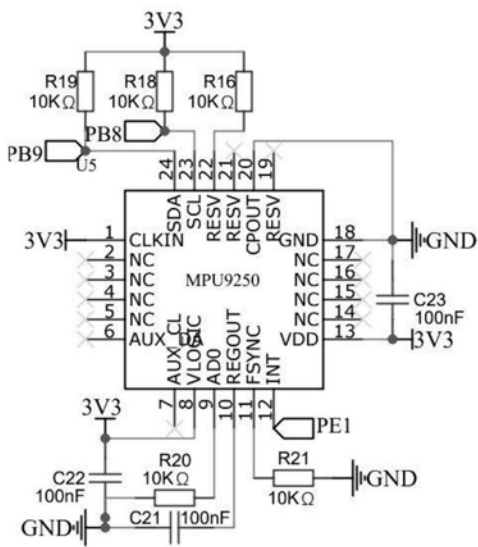 3V3
R19
10KΩ
R18
10KΩ
R16
10KΩ
PB8
PB9
U5
24
23
22
21
20
19
SDA
SCL
RESV
RESV
CPOUT
RESV
3V3
1
CLKIN
GND
18
GND
2
NC
NC
17
3
NC
NC
16
MPU9250
4
NC
NC
15
5
NC
NC
14
6
AUX_DA
VDD
13
3V3
C23
100nF
AUX_CL
VLOGIC
AD0
REGOUT
FSYNC
INT
7
8
9
10
11
12
3V3
PE1
C22
100nF
R20
10KΩ
R21
10KΩ
GND
GND
C21
100nF